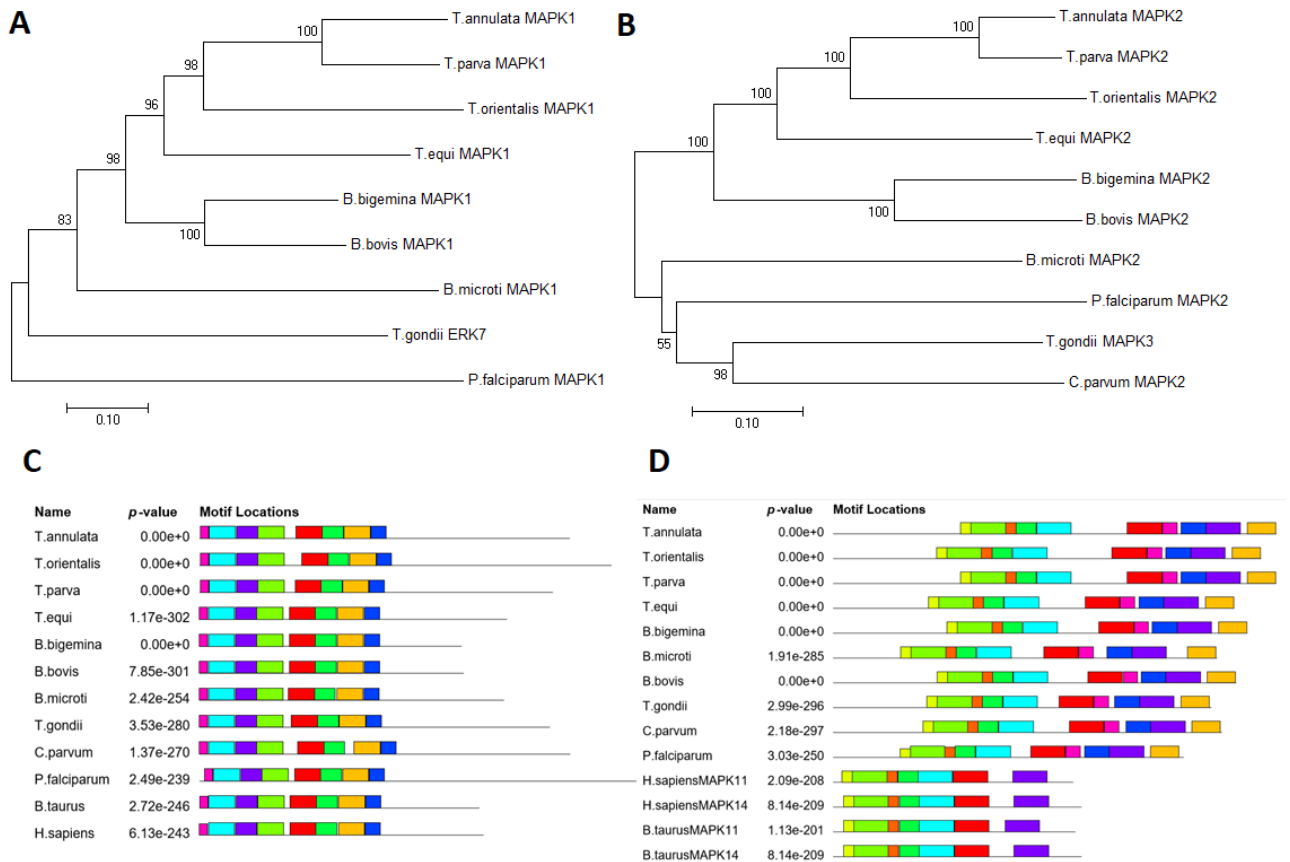 A
T.annulata MAPK1
100
T.parva MAPK1
98
T.orientalis MAPK1
96
T.equi MAPK1
98
B.bigemina MAPK1
83
100
B.bovis MAPK1
B.microti MAPK1
T.gondii ERK7
P.falciparum MAPK1
0.10
B
T.annulata MAPK2
100
T.parva MAPK2
100
T.orientalis MAPK2
100
T.equi MAPK2
100
B.bigemina MAPK2
100
B.bovis MAPK2
B.microti MAPK2
P.falciparum MAPK2
55
T.gondii MAPK3
98
C.parvum MAPK2
0.10
C
Name p-value Motif Locations
T.annulata 0.00e+0
T.orientalis 0.00e+0
T.parva 0.00e+0
T.equi 1.17e-302
B.bigemina 0.00e+0
B.bovis 7.85e-301
B.microti 2.42e-254
T.gondii 3.53e-280
C.parvum 1.37e-270
P.falciparum 2.49e-239
B.taurus 2.72e-246
H.sapiens 6.13e-243
D
Name p-value Motif Locations
T.annulata 0.00e+0
T.orientalis 0.00e+0
T.parva 0.00e+0
T.equi 0.00e+0
B.bigemina 0.00e+0
B.microti 1.91e-285
B.bovis 0.00e+0
T.gondii 2.99e-296
C.parvum 2.18e-297
P.falciparum 3.03e-250
H.sapiensMAPK11 2.09e-208
H.sapiensMAPK14 8.14e-209
B.taurusMAPK11 1.13e-201
B.taurusMAPK14 8.14e-209